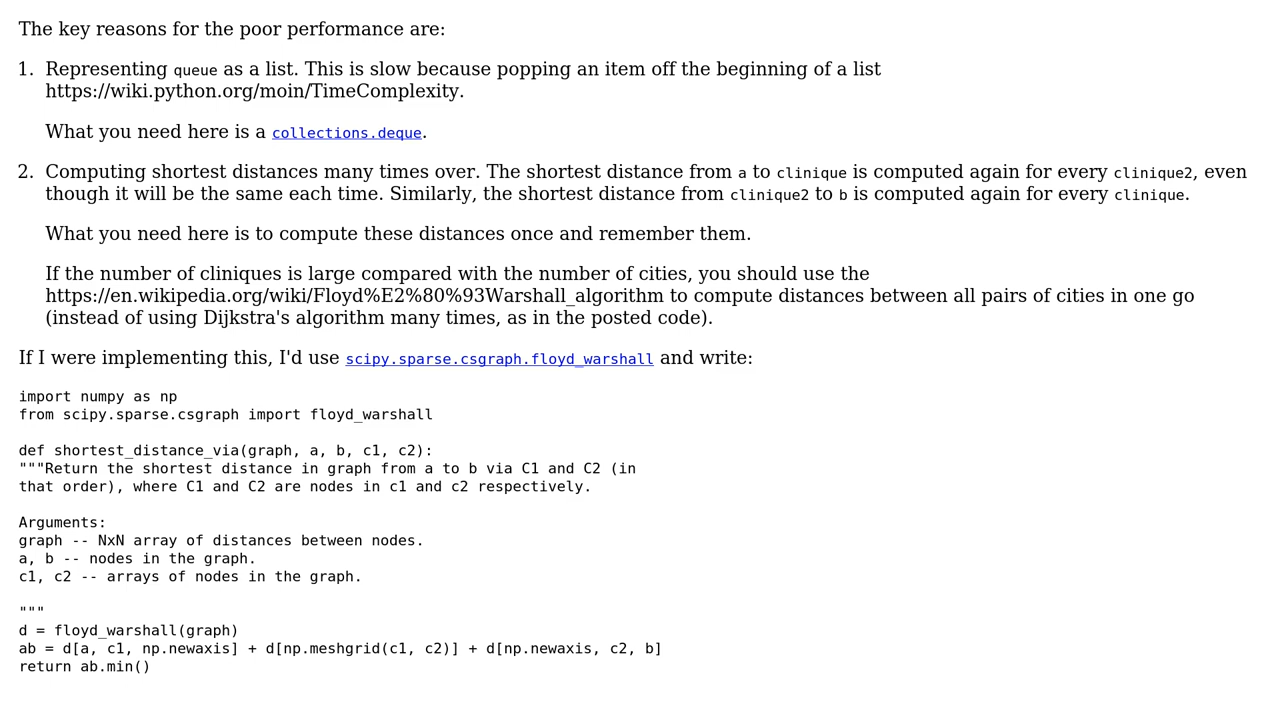 The key reasons for the poor performance are:
1. Representing queue as a list. This is slow because popping an item off the beginning of a list
https://wiki.python.org/moin/TimeComplexity.
What you need here is a collections.deque.
2. Computing shortest distances many times over. The shortest distance from a to clinique is computed again for every clinique2, even
though it will be the same each time. Similarly, the shortest distance from clinique2 to b is computed again for every clinique.
What you need here is to compute these distances once and remember them.
If the number of cliniques is large compared with the number of cities, you should use the
https://en.wikipedia.org/wiki/Floyd%E2%80%93Warshall_algorithm to compute distances between all pairs of cities in one go
(instead of using Dijkstra's algorithm many times, as in the posted code).
If I were implementing this, I'd use scipy.sparse.csgraph.floyd_warshall and write:
import numpy as np
from scipy.sparse.csgraph import floyd_warshall
def shortest_distance_via(graph, a, b, c1, c2):
"""Return the shortest distance in graph from a to b via C1 and C2 (in
that order), where C1 and C2 are nodes in c1 and c2 respectively.
Arguments:
graph -- NxN array of distances between nodes.
a, b -- nodes in the graph.
c1, c2 -- arrays of nodes in the graph.
"""
d = floyd_warshall(graph)
ab = d[a, c1, np.newaxis] + d[np.meshgrid(c1, c2)] + d[np.newaxis, c2, b]
return ab.min()